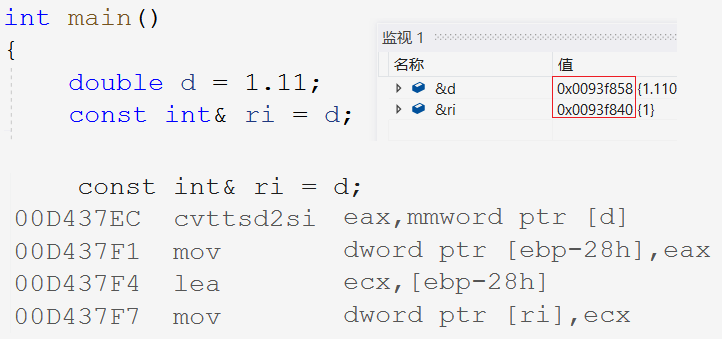 int main()
{
double d = 1.11;
const int& ri = d;
监视 1
名称 值
&d 0x0093f858 {1.110
&ri 0x0093f840 {1}
const int& ri = d;
00D437EC cvttsd2si eax,mmword ptr [d]
00D437F1 mov dword ptr [ebp-28h],eax
00D437F4 lea ecx,[ebp-28h]
00D437F7 mov dword ptr [ri],ecx